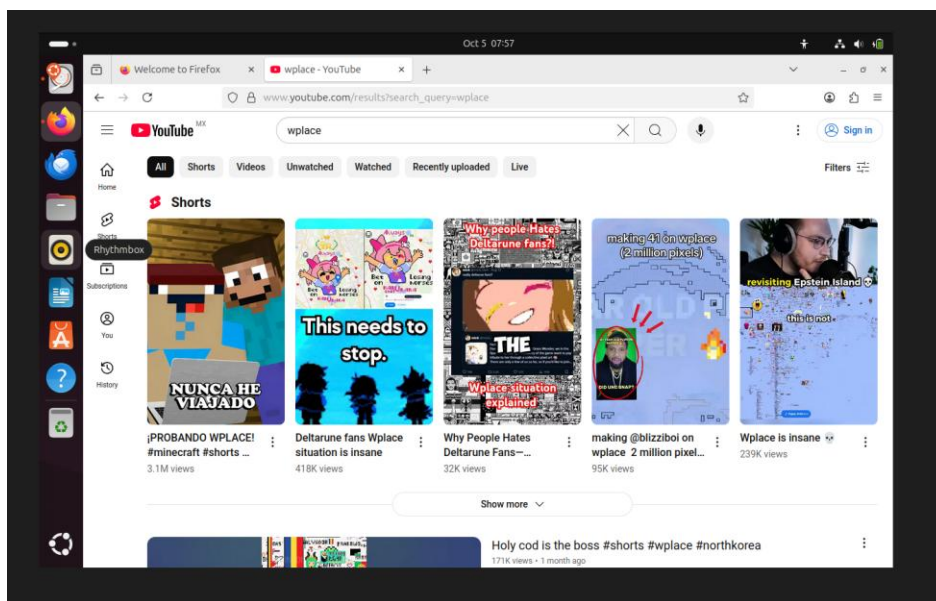 Oct 5 07:57
Welcome to Firefox
wplace - YouTube
www.youtube.com/results?search_query=wplace
YouTube MX
wplace
Sign in
All
Shorts
Videos
Unwatched
Watched
Recently uploaded
Live
Filters
Home
Shorts
Rhythmbox
Subscriptions
You
History
Shorts
NUNCA HE
VIAJADO
This needs to
stop.
Why people Hates
Deltarune fans?!
THE
Wplace situation
explained
making 41 on wplace
(2 million pixels)
DID UNC SNAP?
revisiting Epstein Island
this is not
¡PROBANDO WPLACE!
#minecraft #shorts ...
3.1M views
Deltarune fans Wplace
situation is insane
418K views
Why People Hates
Deltarune Fans—...
32K views
making @blizziboi on
wplace 2 million pixel...
95K views
Wplace is insane 💀
239K views
Show more
Holy cod is the boss #shorts #wplace #northkorea
171K views • 1 month ago